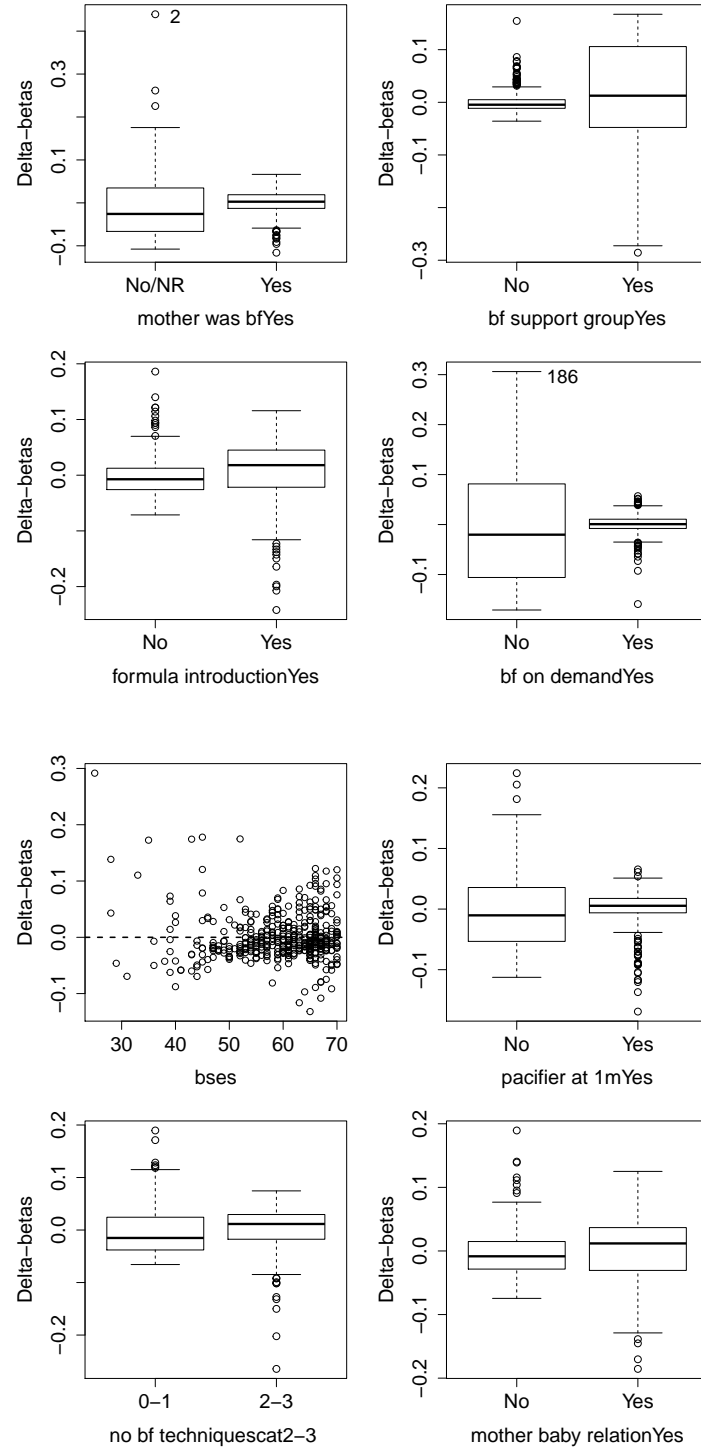 2
0.3
0.1
−0.1
Delta−betas
No/NR Yes
mother was bfYes
0.1
0.0
−0.1
−0.3
Delta−betas
No Yes
bf support groupYes
0.2
0.1
0.0
−0.2
Delta−betas
No Yes
formula introductionYes
186
0.3
0.1
−0.1
Delta−betas
No Yes
bf on demandYes
0.3
0.2
0.1
0.0
−0.1
Delta−betas
30 40 50 60 70
bses
0.2
0.1
0.0
−0.1
Delta−betas
No Yes
pacifier at 1mYes
0.2
0.1
0.0
−0.2
Delta−betas
0−1 2−3
no bf techniquescat2−3
0.2
0.1
0.0
−0.1
−0.2
Delta−betas
No Yes
mother baby relationYes